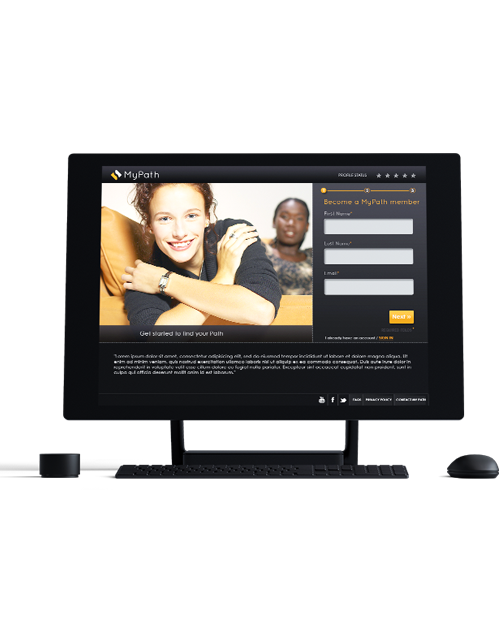 MyPath
PROFILE STATUS
1 2 3
Become a MyPath member
First Name*
Last Name*
Email*
Next >
I already have an account / SIGN IN
Get started to find your Path
"Lorem ipsum dolor sit amet, consectetur adipisicing elit, sed do eiusmod tempor incididunt ut labore et dolore magna aliqua. Ut
enim ad minim veniam, quis nostrud exercitation ullamco laboris nisi ut aliquip ex ea commodo consequat. Duis aute irure dolor in
reprehenderit in voluptate velit esse cillum dolore eu fugiat nulla pariatur. Excepteur sint occaecat cupidatat non proident, sunt in
culpa qui officia deserunt mollit anim id est laborum."
FAQS PRIVACY POLICY CONTACT MY PATH